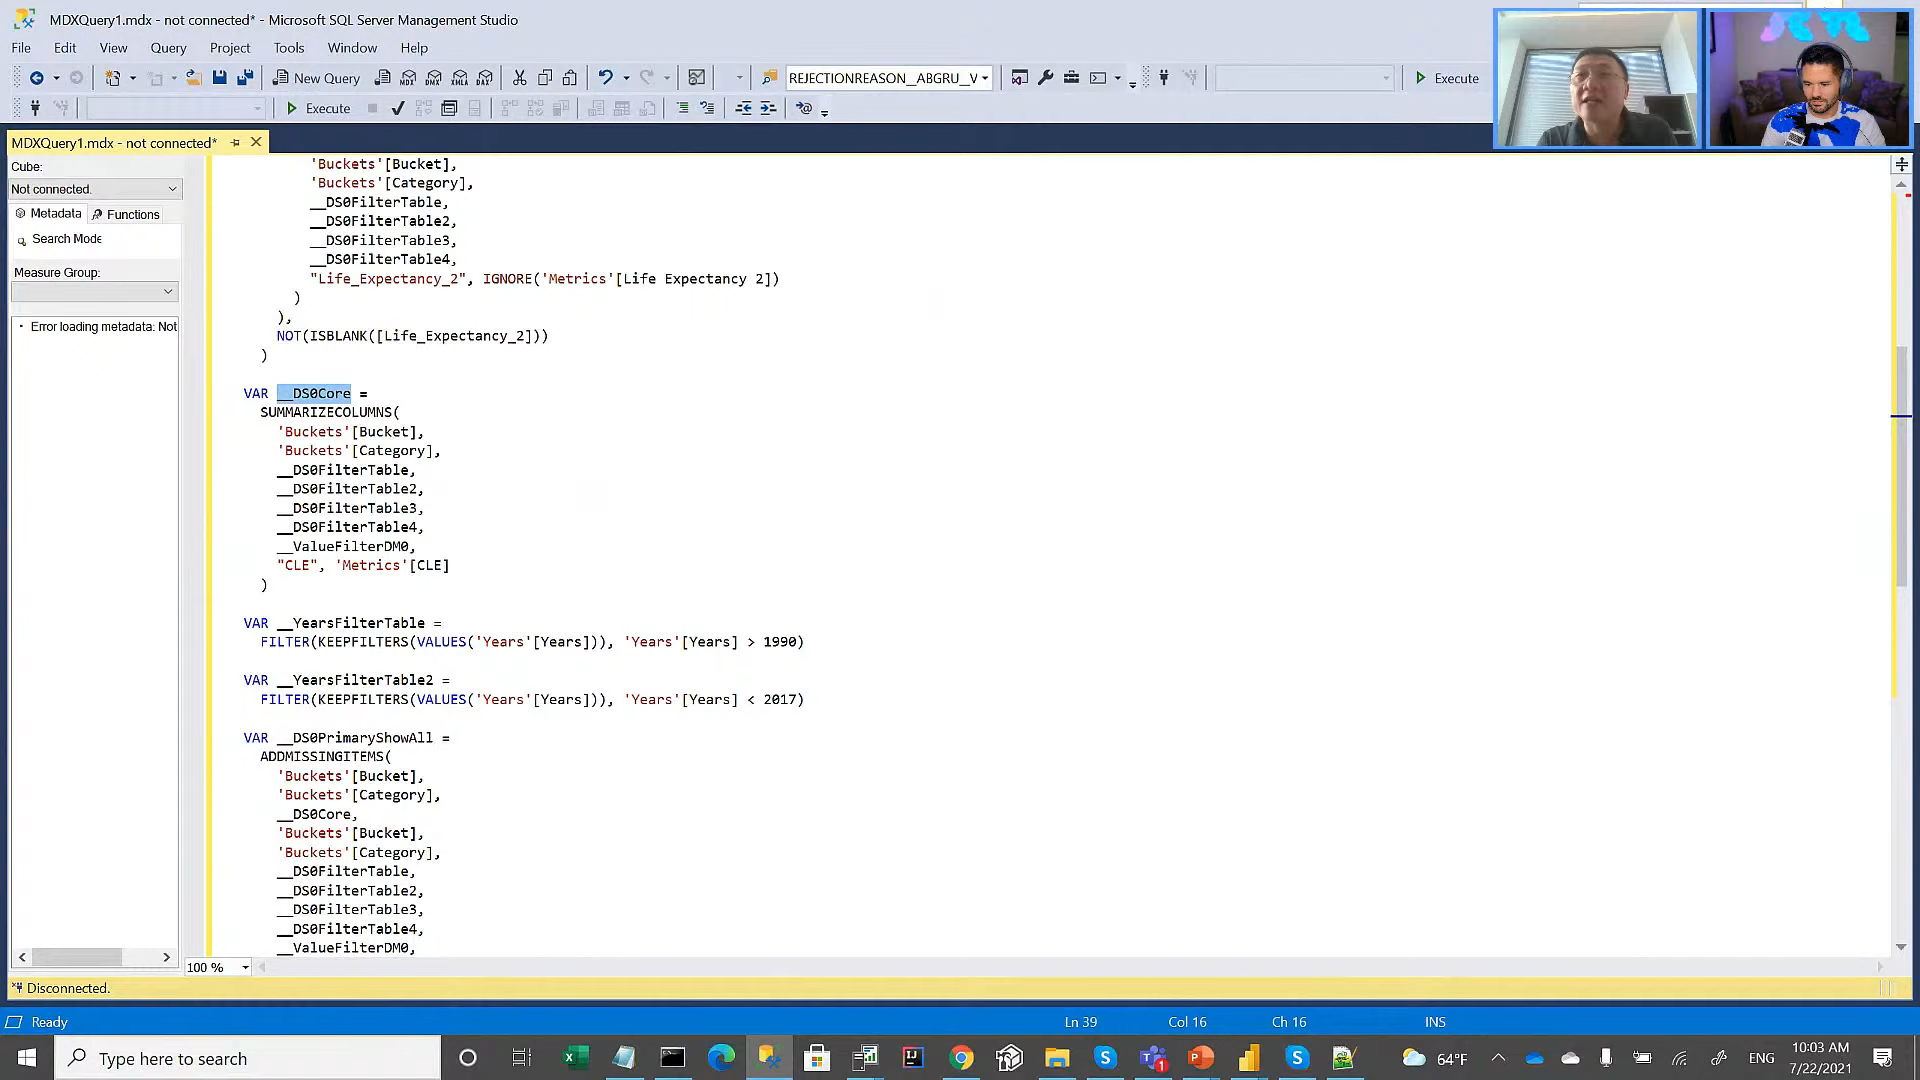 MDXQuery1.mdx - not connected* - Microsoft SQL Server Management Studio
File Edit View Query Project Tools Window Help
New Query MDX DMX XMLA DAX REJECTIONREASON__ABGRU__V Execute
Execute
MDXQuery1.mdx - not connected*
Cube:
Not connected.
Metadata Functions
Search Mode
Measure Group:
Error loading metadata: Not
'Buckets'[Bucket],
'Buckets'[Category],
__DS0FilterTable,
__DS0FilterTable2,
__DS0FilterTable3,
__DS0FilterTable4,
"Life_Expectancy_2", IGNORE('Metrics'[Life Expectancy 2])
)
),
NOT(ISBLANK([Life_Expectancy_2]))
)
VAR __DS0Core =
SUMMARIZECOLUMNS(
'Buckets'[Bucket],
'Buckets'[Category],
__DS0FilterTable,
__DS0FilterTable2,
__DS0FilterTable3,
__DS0FilterTable4,
__ValueFilterDM0,
"CLE", 'Metrics'[CLE]
)
VAR __YearsFilterTable =
FILTER(KEEPFILTERS(VALUES('Years'[Years])), 'Years'[Years] > 1990)
VAR __YearsFilterTable2 =
FILTER(KEEPFILTERS(VALUES('Years'[Years])), 'Years'[Years] < 2017)
VAR __DS0PrimaryShowAll =
ADDMISSINGITEMS(
'Buckets'[Bucket],
'Buckets'[Category],
__DS0Core,
'Buckets'[Bucket],
'Buckets'[Category],
__DS0FilterTable,
__DS0FilterTable2,
__DS0FilterTable3,
__DS0FilterTable4,
__ValueFilterDM0,
100 %
Disconnected.
Ready Ln 39 Col 16 Ch 16 INS
Type here to search 64°F ENG 10:03 AM
7/22/2021